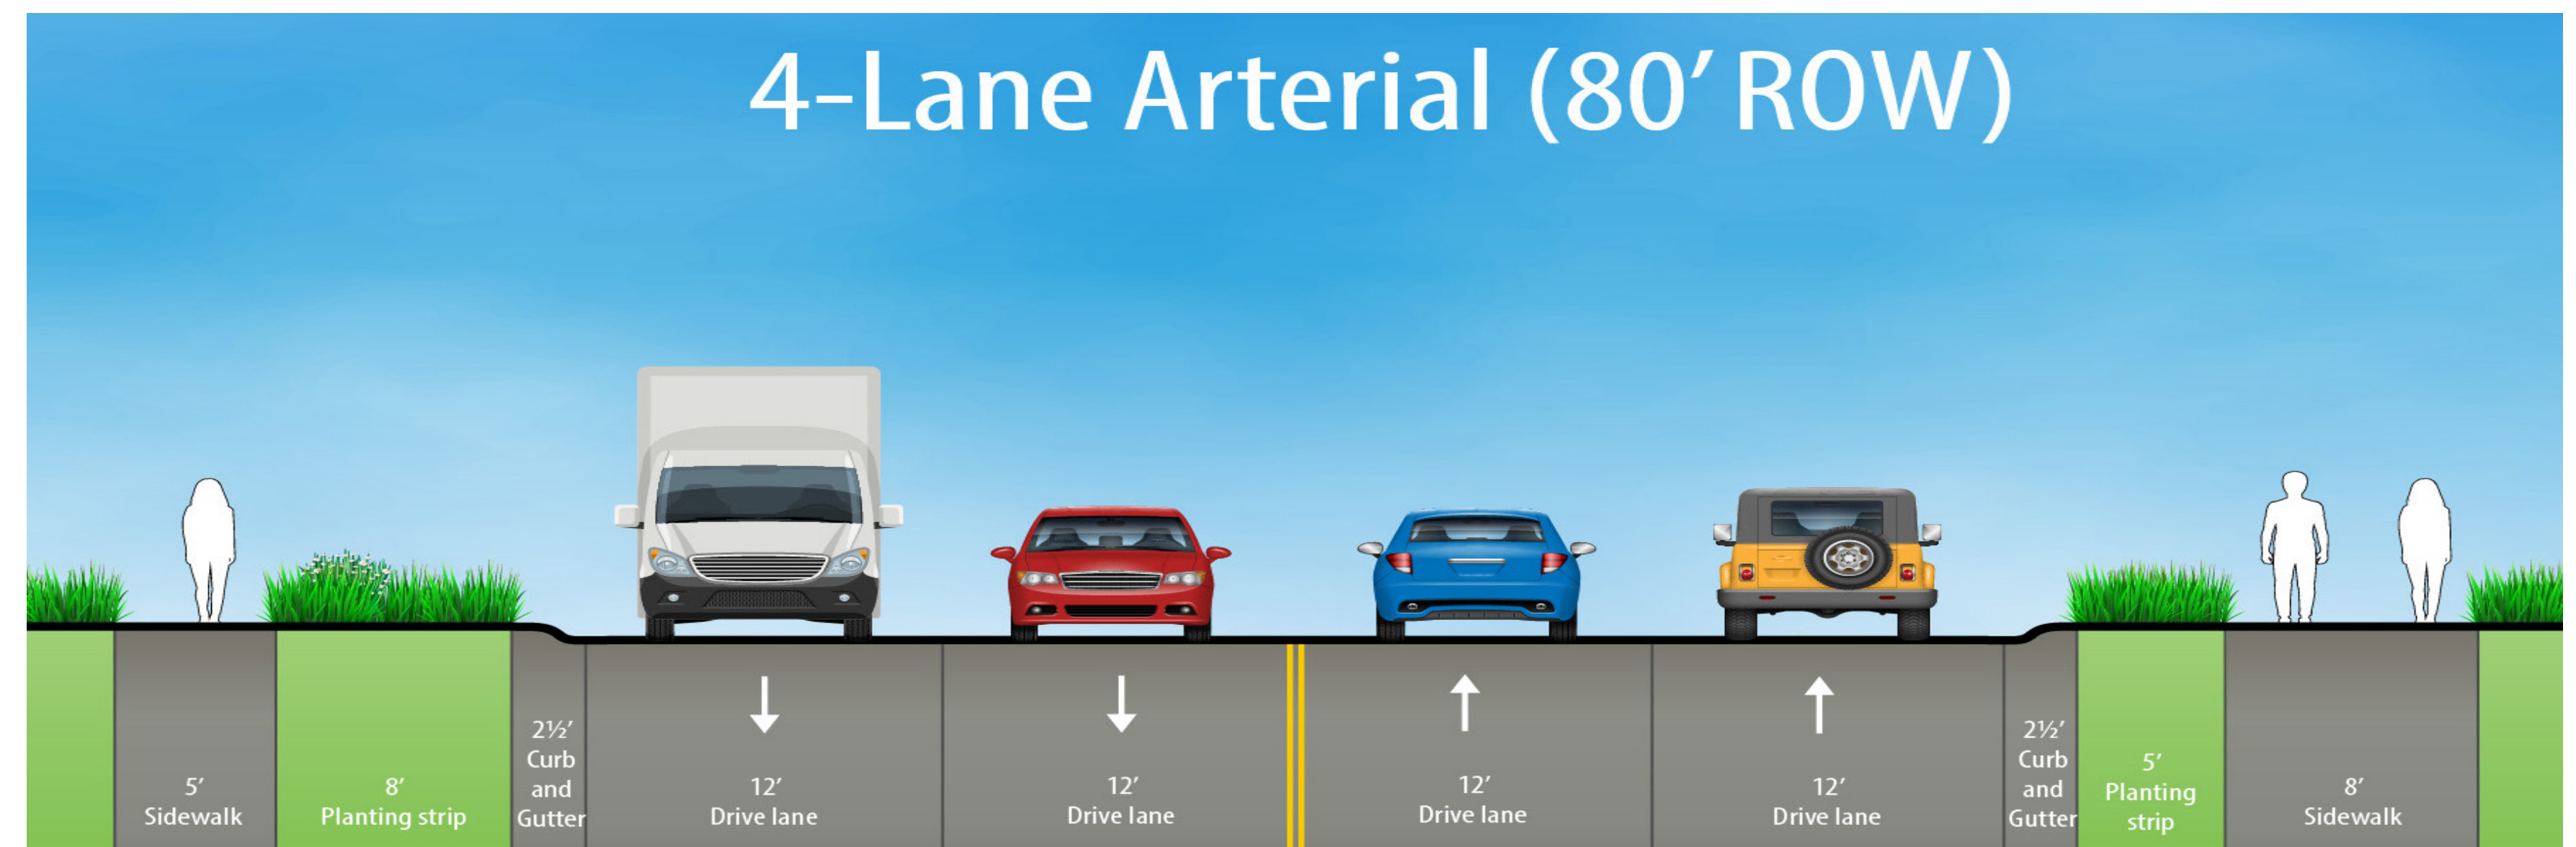 4-Lane Arterial (80′ ROW)
5′
Sidewalk
8′
Planting strip
2½′
Curb
and
Gutter
12′
Drive lane
12′
Drive lane
12′
Drive lane
12′
Drive lane
2½′
Curb
and
Gutter
5′
Planting
strip
8′
Sidewalk